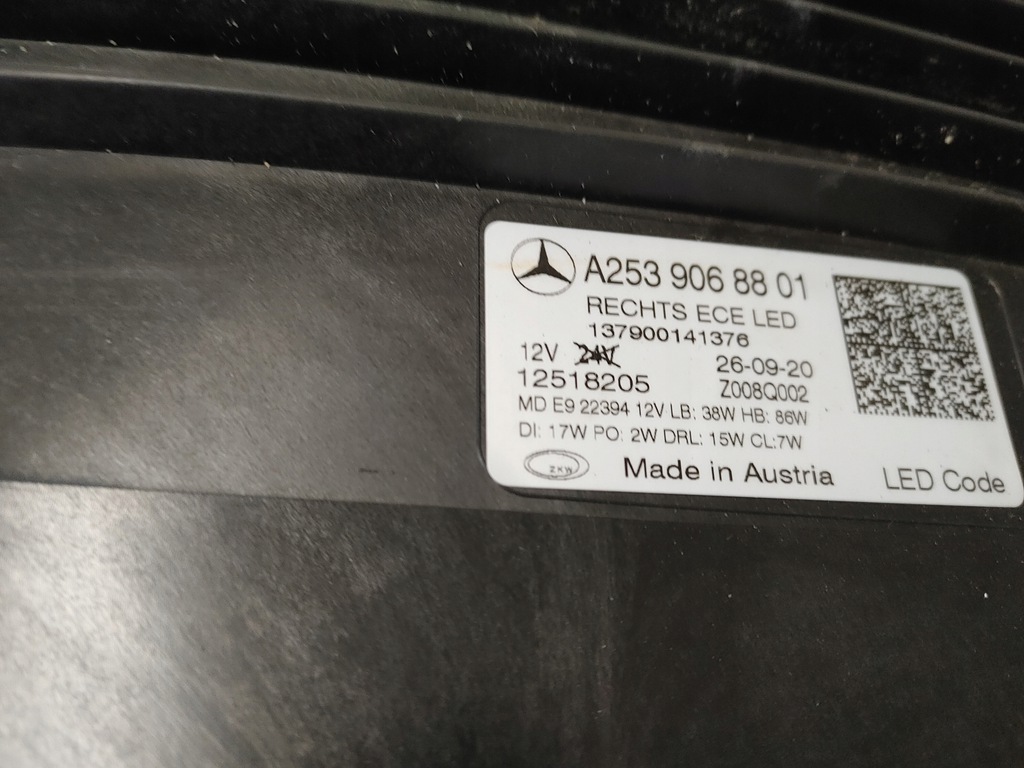 A253 906 88 01
RECHTS ECE LED
137900141376
12V 24V 26-09-20
12518205 Z008Q002
MD E9 22394 12V LB: 38W HB: 86W
DI: 17W PO: 2W DRL: 15W CL:7W
ZKW Made in Austria LED Code